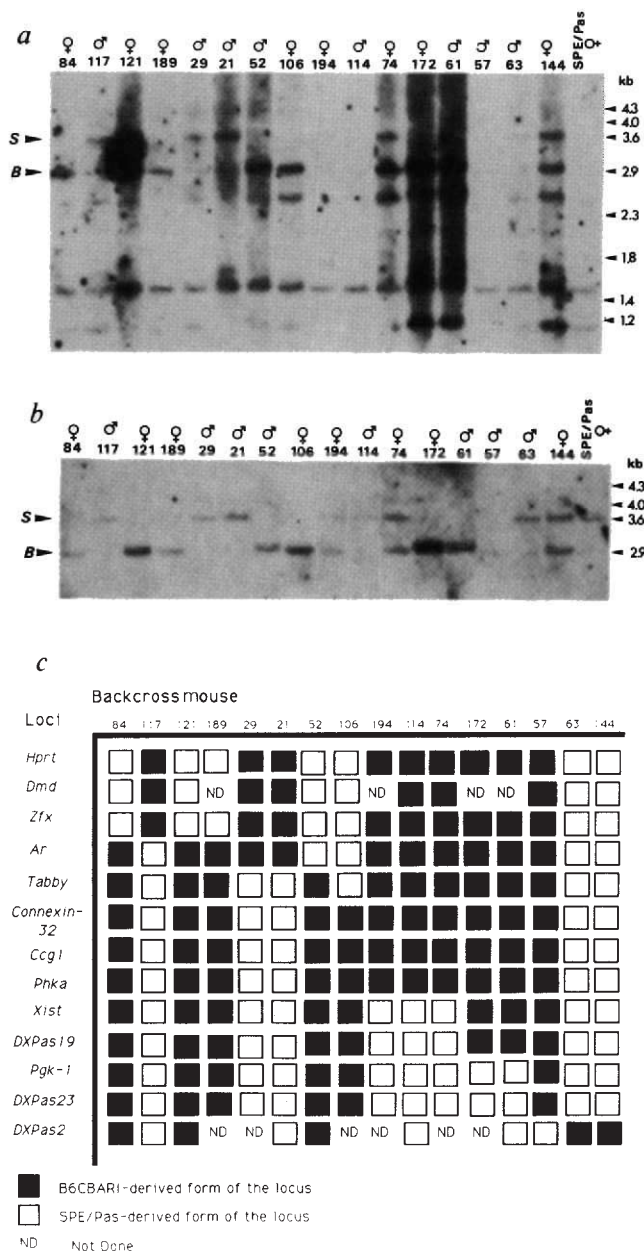 a
♀ ♂ ♀ ♀ ♂ ♂ ♂ ♀ ♀ ♂ ♀ ♀ ♂ ♂ ♂ ♀ SPE/Pas ♀
84 117 121 189 29 21 52 106 194 114 74 172 61 57 63 144
kb
S
B
4.3
4.0
3.6
2.9
2.3
1.8
1.4
1.2
b
♀ ♂ ♀ ♀ ♂ ♂ ♂ ♀ ♀ ♂ ♀ ♀ ♂ ♂ ♂ ♀ SPE/Pas ♀
84 117 121 189 29 21 52 106 194 114 74 172 61 57 63 144
kb
S
B
4.3
4.0
3.6
2.9
c
Backcross mouse
Loci
84 117 121 189 29 21 52 106 194 114 74 172 61 57 63 144
Hprt
Dmd ND ND ND ND
Zfx
Ar
Tabby
Connexin-
32
Ccg1
Phka
Xist
DXPas19
Pgk-1
DXPas23
DXPas2 ND ND ND ND ND ND
B6CBARI-derived form of the locus
SPE/Pas-derived form of the locus
ND Not Done